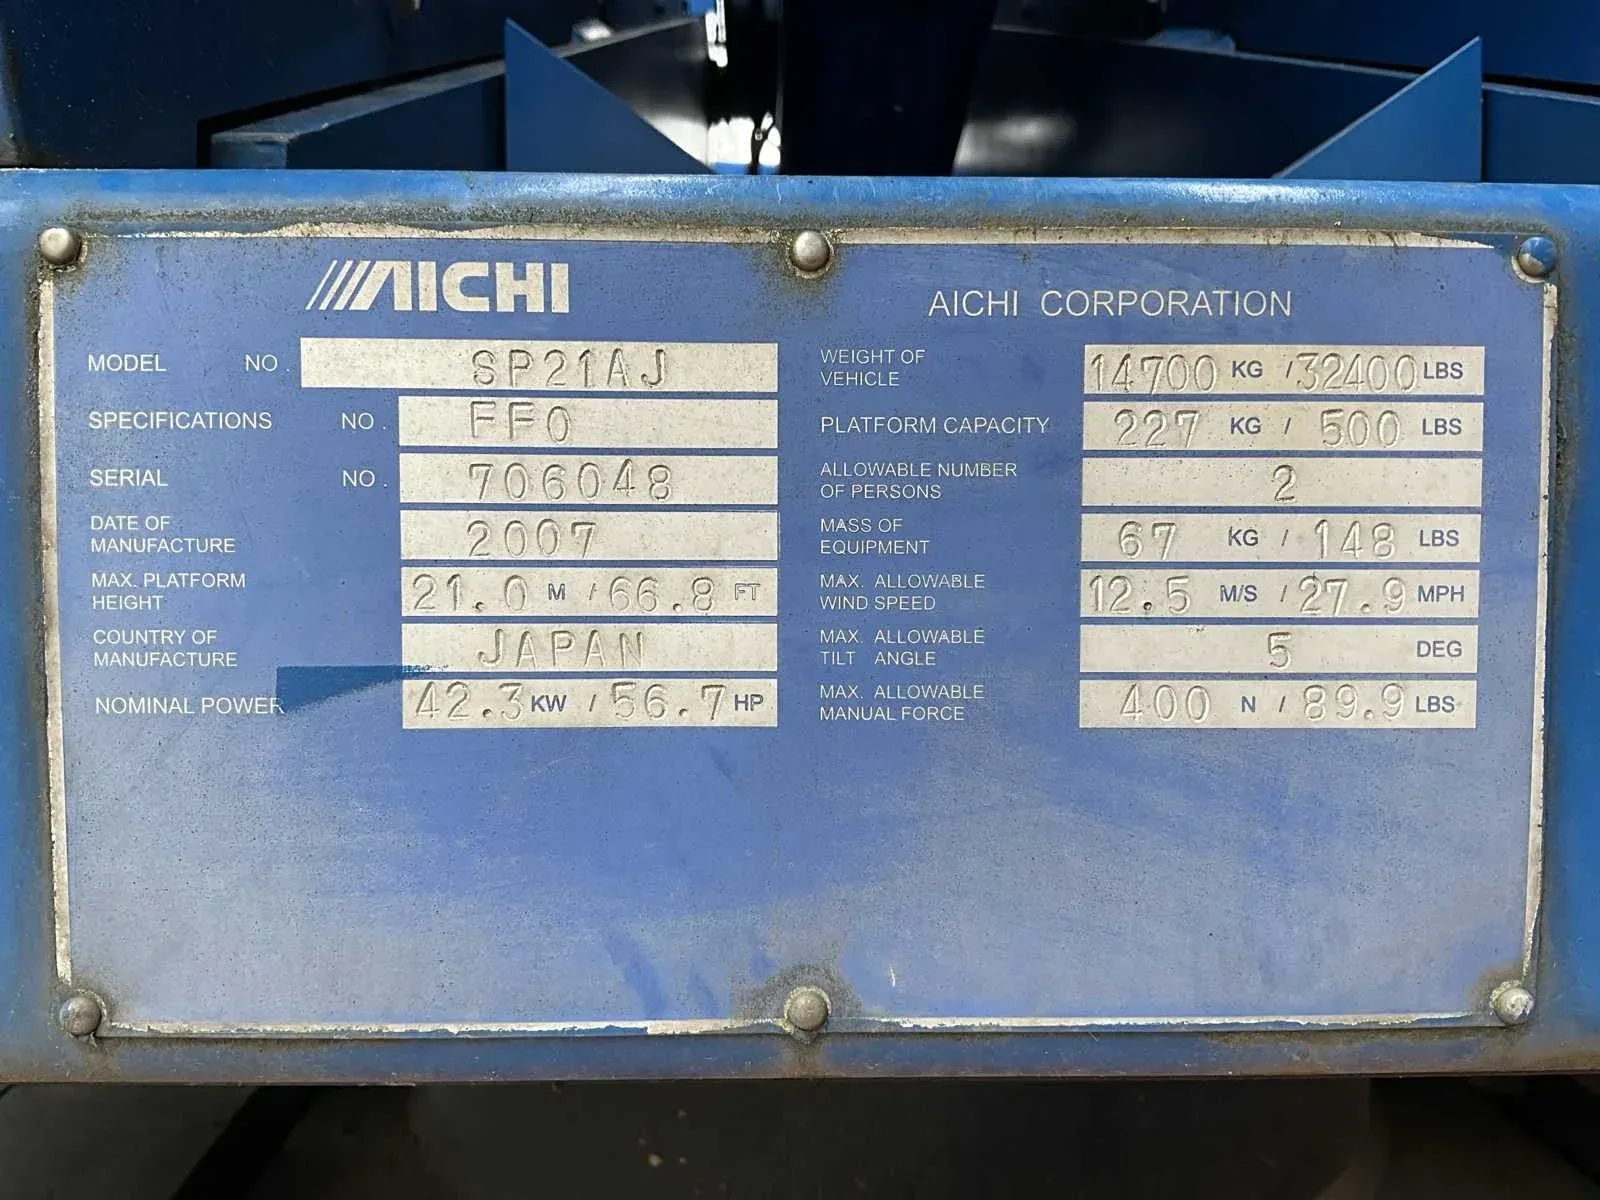 AICHI
AICHI CORPORATION
MODEL NO. SP21AJ
SPECIFICATIONS NO. FF0
SERIAL NO. 706048
DATE OF
MANUFACTURE 2007
MAX. PLATFORM
HEIGHT 21.0 M / 66.8 FT
COUNTRY OF
MANUFACTURE JAPAN
NOMINAL POWER 42.3 KW / 56.7 HP
WEIGHT OF
VEHICLE 14700 KG / 32400 LBS
PLATFORM CAPACITY 227 KG / 500 LBS
ALLOWABLE NUMBER
OF PERSONS 2
MASS OF
EQUIPMENT 67 KG / 148 LBS
MAX. ALLOWABLE
WIND SPEED 12.5 M/S / 27.9 MPH
MAX. ALLOWABLE
TILT ANGLE 5 DEG
MAX. ALLOWABLE
MANUAL FORCE 400 N / 89.9 LBS